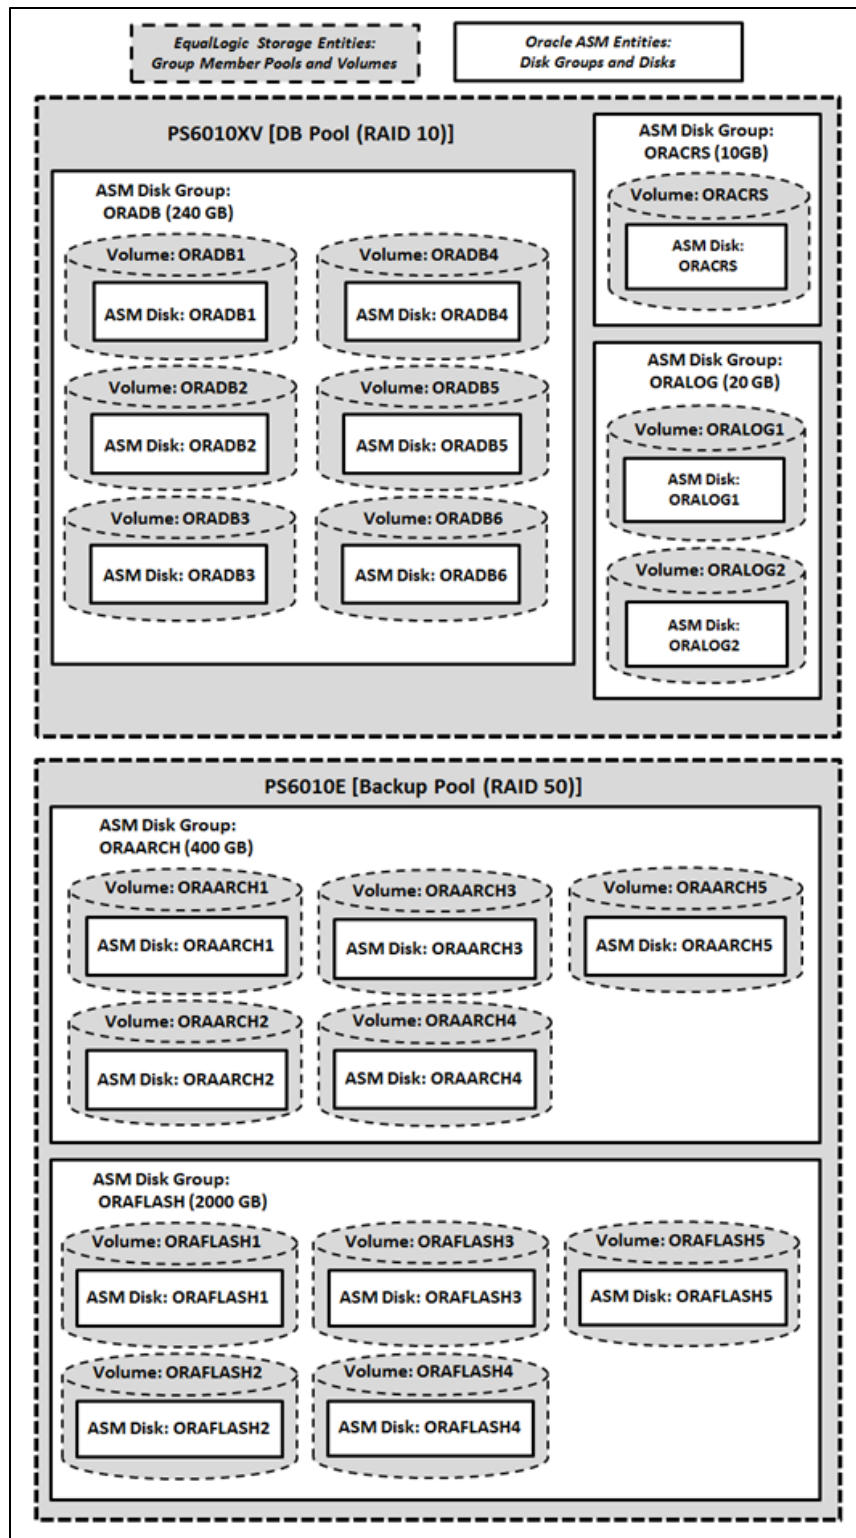 EqualLogic Storage Entities:
Group Member Pools and Volumes
Oracle ASM Entities:
Disk Groups and Disks
PS6010XV [DB Pool (RAID 10)]
ASM Disk Group:
ORADB (240 GB)
Volume: ORADB1
ASM Disk: ORADB1
Volume: ORADB4
ASM Disk: ORADB4
Volume: ORADB2
ASM Disk: ORADB2
Volume: ORADB5
ASM Disk: ORADB5
Volume: ORADB3
ASM Disk: ORADB3
Volume: ORADB6
ASM Disk: ORADB6
ASM Disk Group:
ORACRS (10GB)
Volume: ORACRS
ASM Disk:
ORACRS
ASM Disk Group:
ORALOG (20 GB)
Volume: ORALOG1
ASM Disk:
ORALOG1
Volume: ORALOG2
ASM Disk:
ORALOG2
PS6010E [Backup Pool (RAID 50)]
ASM Disk Group:
ORAARCH (400 GB)
Volume: ORAARCH1
ASM Disk: ORAARCH1
Volume: ORAARCH3
ASM Disk: ORAARCH3
Volume: ORAARCH5
ASM Disk: ORAARCH5
Volume: ORAARCH2
ASM Disk: ORAARCH2
Volume: ORAARCH4
ASM Disk: ORAARCH4
ASM Disk Group:
ORAFLASH (2000 GB)
Volume: ORAFLASH1
ASM Disk: ORAFLASH1
Volume: ORAFLASH3
ASM Disk: ORAFLASH3
Volume: ORAFLASH5
ASM Disk: ORAFLASH5
Volume: ORAFLASH2
ASM Disk: ORAFLASH2
Volume: ORAFLASH4
ASM Disk: ORAFLASH4